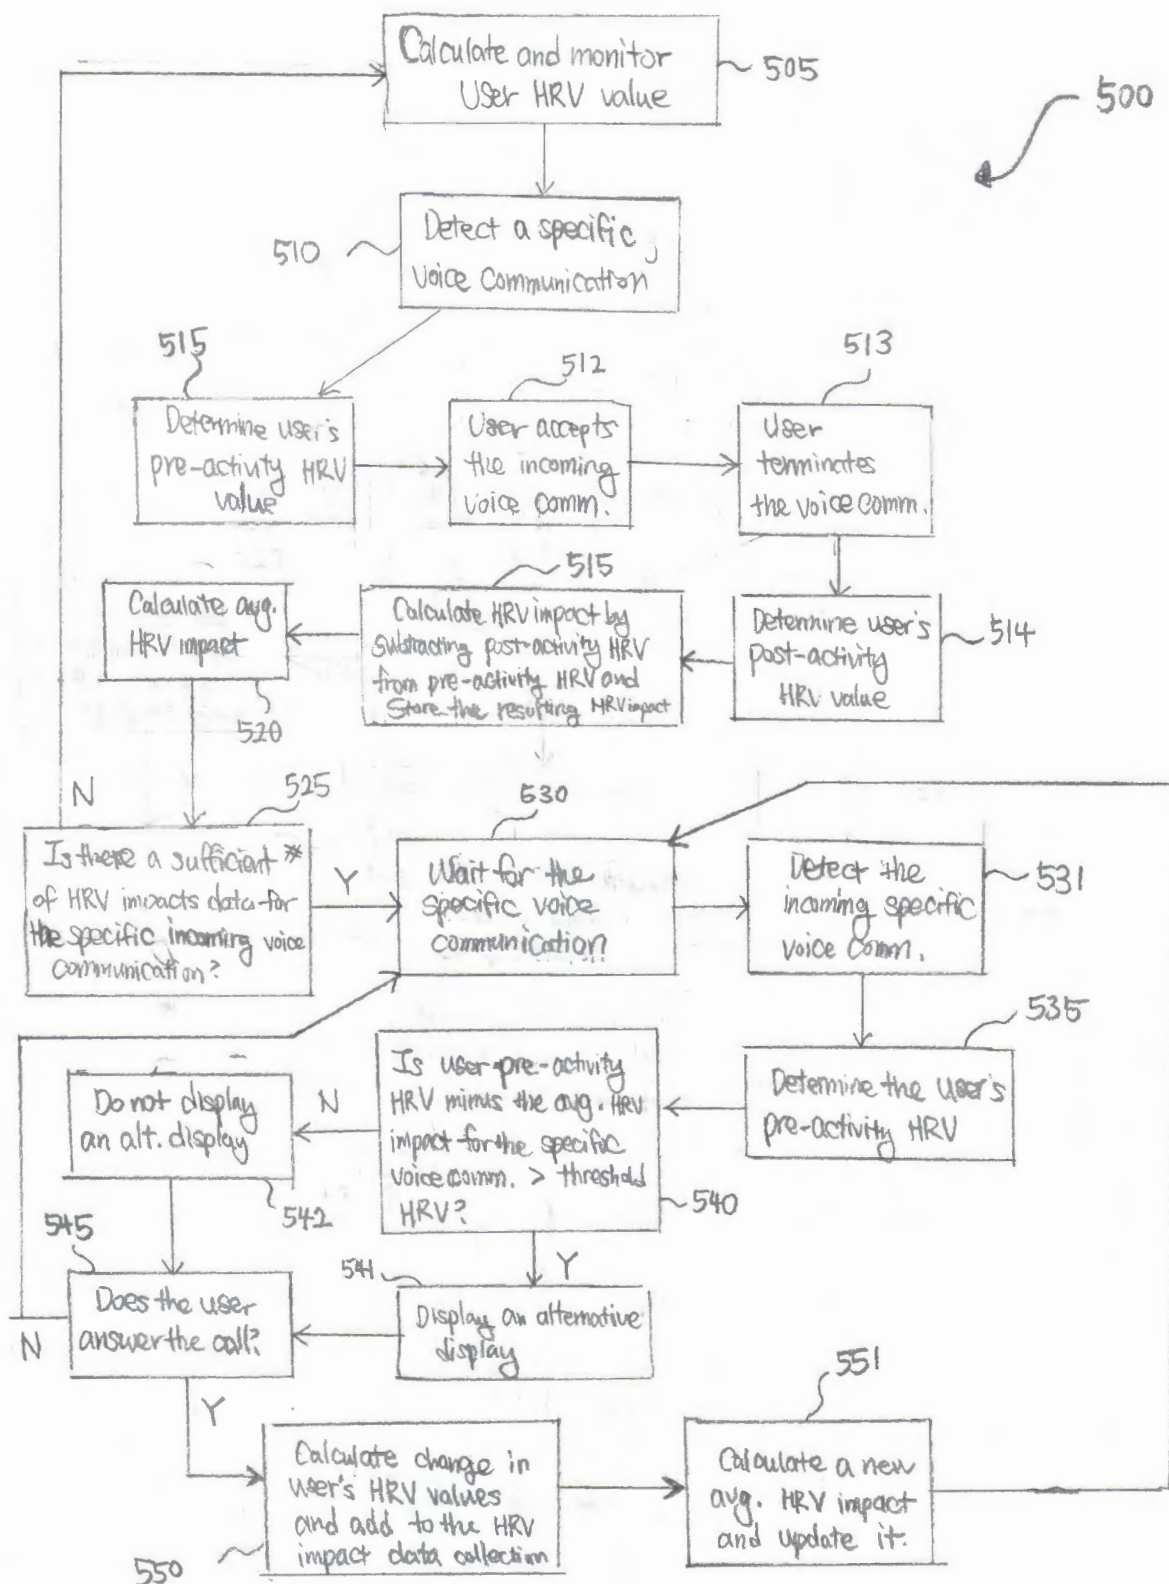 Calculate and monitor
User HRV value
505
500
510
Detect a specific
voice communication
515
512
513
Determine user's
pre-activity HRV
value
User accepts
the incoming
voice comm.
User
terminates
the voice comm.
515
Calculate avg.
HRV impact
Calculate HRV impact by
subtracting post-activity HRV
from pre-activity HRV and
Store the resulting HRV impact
Determine user's
post-activity
HRV value
514
520
N
525
530
Is there a sufficient #
of HRV impacts data for
the specific incoming voice
communication?
Y
Wait for the
specific voice
communication
Detect the
incoming specific
voice comm.
531
535
Do not display
an alt. display
N
Is user pre-activity
HRV minus the avg. HRV
impact for the specific
voice comm. > threshold
HRV?
Determine the user's
pre-activity HRV
540
542
545
541
Y
Does the user
answer the call?
Display an alternative
display
N
Y
551
Calculate change in
user's HRV values
and add to the HRV
impact data collection
Calculate a new
avg. HRV impact
and update it.
550